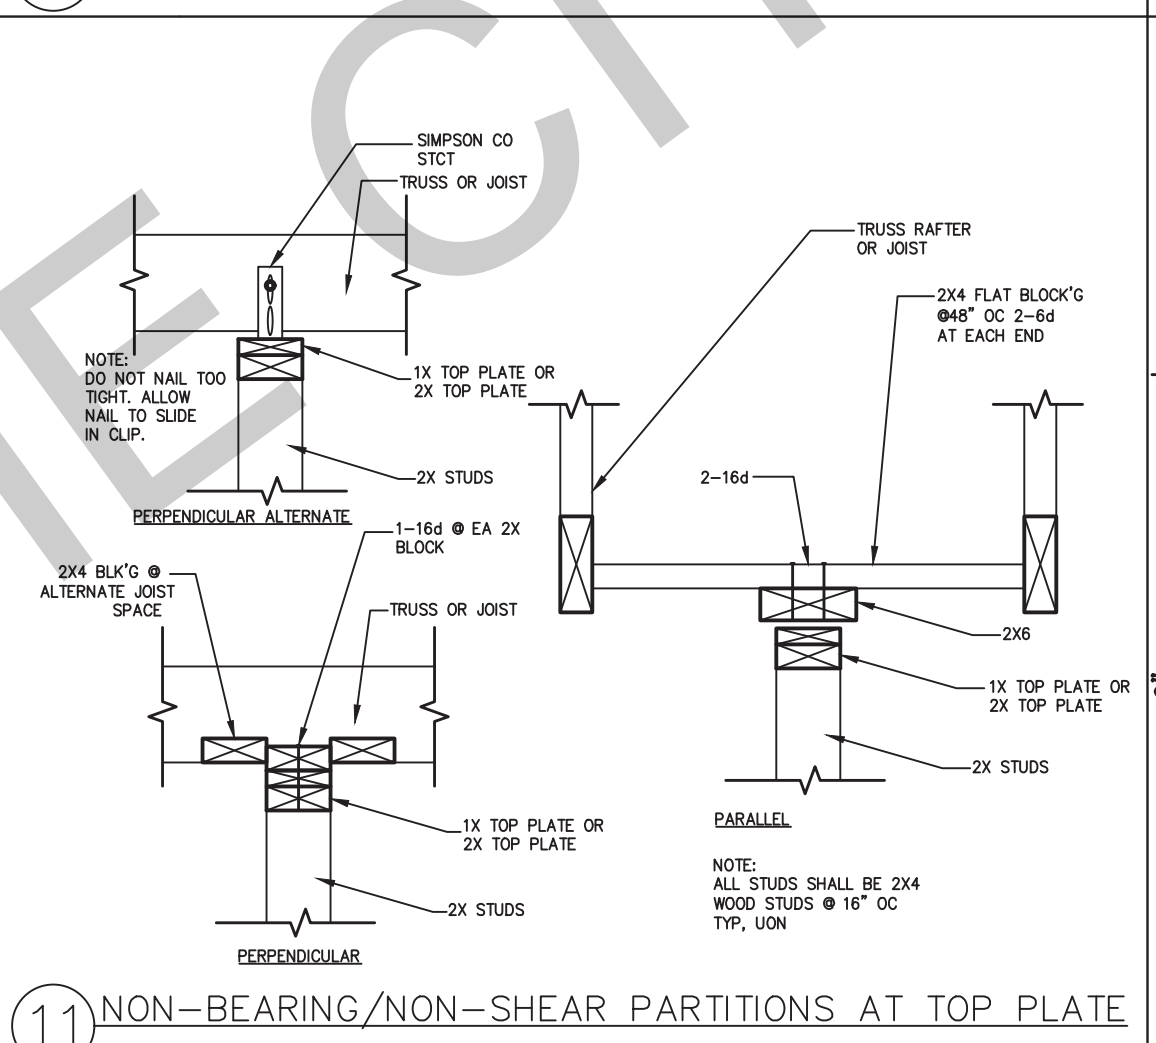 SIMPSON CO
STCT
TRUSS OR JOIST
NOTE:
DO NOT NAIL TOO
TIGHT. ALLOW
NAIL TO SLIDE
IN CLIP.
1X TOP PLATE OR
2X TOP PLATE
2X STUDS
PERPENDICULAR ALTERNATE
TRUSS RAFTER
OR JOIST
2X4 FLAT BLOCK'G
@48" OC 2-6d
AT EACH END
2-16d
2X6
1X TOP PLATE OR
2X TOP PLATE
2X STUDS
PARALLEL
NOTE:
ALL STUDS SHALL BE 2X4
WOOD STUDS @ 16" OC
TYP, UON
1-16d @ EA 2X
BLOCK
2X4 BLK'G @
ALTERNATE JOIST
SPACE
TRUSS OR JOIST
1X TOP PLATE OR
2X TOP PLATE
2X STUDS
PERPENDICULAR
11 NON-BEARING/NON-SHEAR PARTITIONS AT TOP PLATE